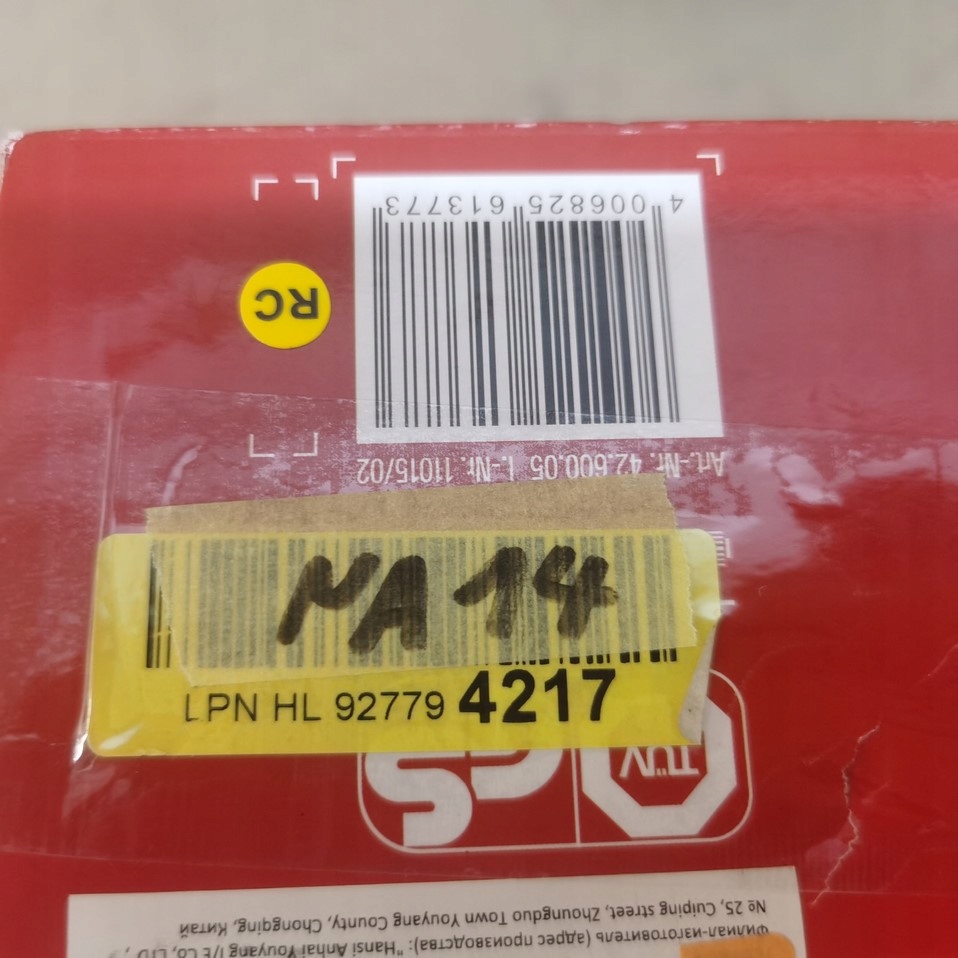 4 006825 613773
RC
Art.-Nr. 42.600.05 I.-Nr. 11015/02
MA 14
LPN HL 92779 4217
TÜV
GS
Филиал-изготовитель (адрес производства): "Hansi Anhai Youyang I/E Co, LTD",
№ 25, Cuiping street, Zhoungduo Town Youyang County, Chongqing, Китай